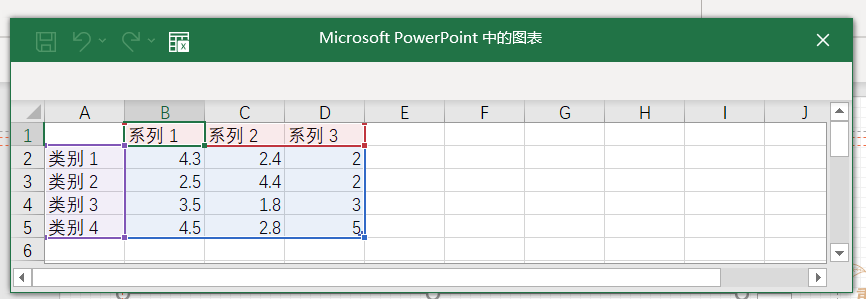 Microsoft PowerPoint 中的图表
A B C D E F G H I J
1 系列 1 系列 2 系列 3
2 类别 1 4.3 2.4 2
3 类别 2 2.5 4.4 2
4 类别 3 3.5 1.8 3
5 类别 4 4.5 2.8 5
6